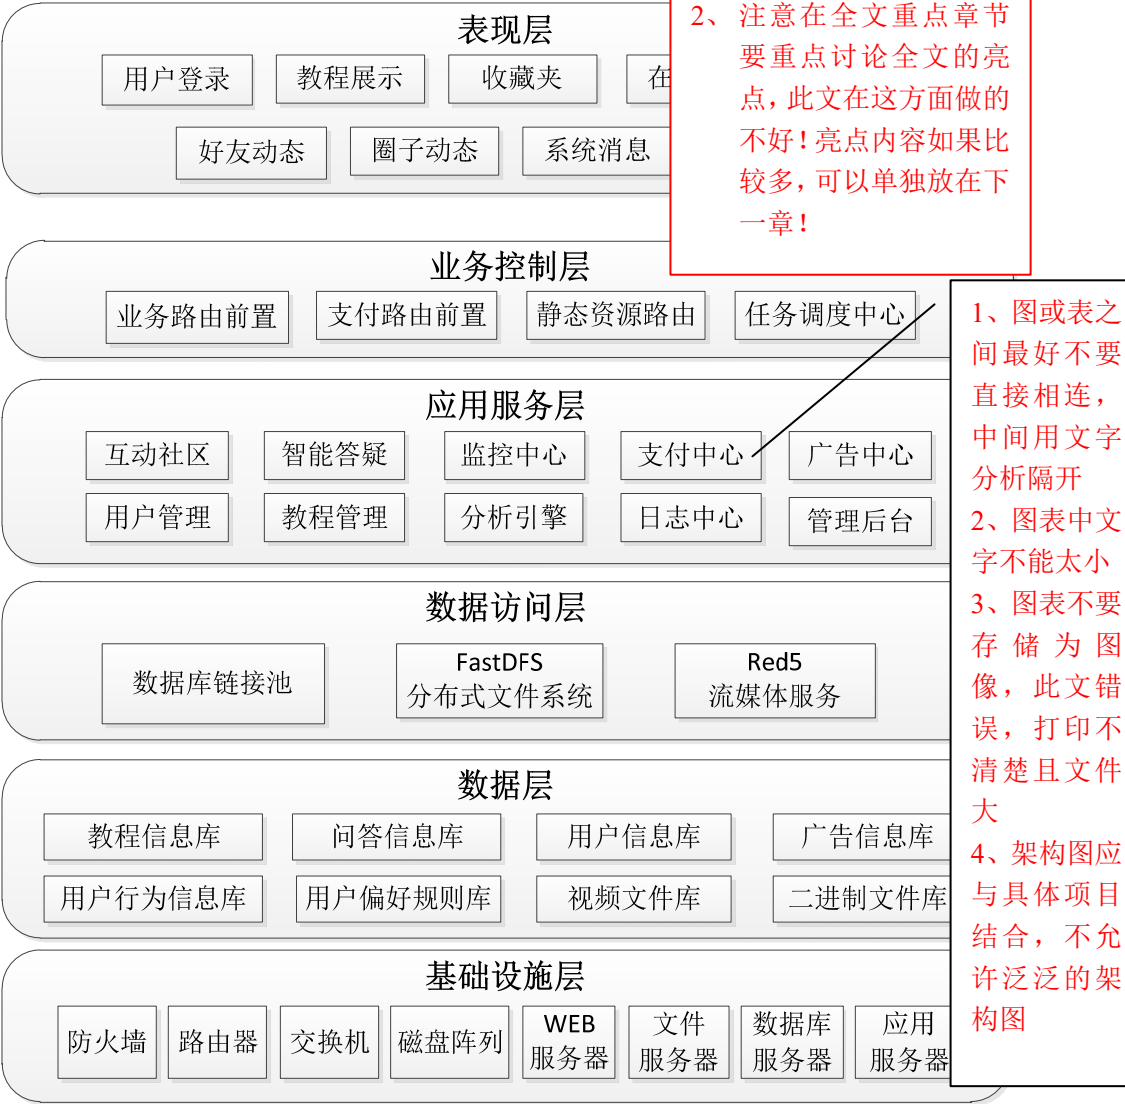 表现层
用户登录 教程展示 收藏夹 在
好友动态 圈子动态 系统消息
2、 注意在全文重点章节
要重点讨论全文的亮
点，此文在这方面做的
不好！亮点内容如果比
较多，可以单独放在下
一章！
业务控制层
业务路由前置 支付路由前置 静态资源路由 任务调度中心
应用服务层
互动社区 智能答疑 监控中心 支付中心 广告中心
用户管理 教程管理 分析引擎 日志中心 管理后台
数据访问层
数据库链接池
FastDFS
分布式文件系统
Red5
流媒体服务
数据层
教程信息库 问答信息库 用户信息库 广告信息库
用户行为信息库 用户偏好规则库 视频文件库 二进制文件库
基础设施层
防火墙 路由器 交换机 磁盘阵列
WEB
服务器
文件
服务器
数据库
服务器
应用
服务器
1、图或表之
间最好不要
直接相连，
中间用文字
分析隔开
2、图表中文
字不能太小
3、图表不要
存储为图
像，此文错
误，打印不
清楚且文件
大
4、架构图应
与具体项目
结合，不允
许泛泛的架
构图